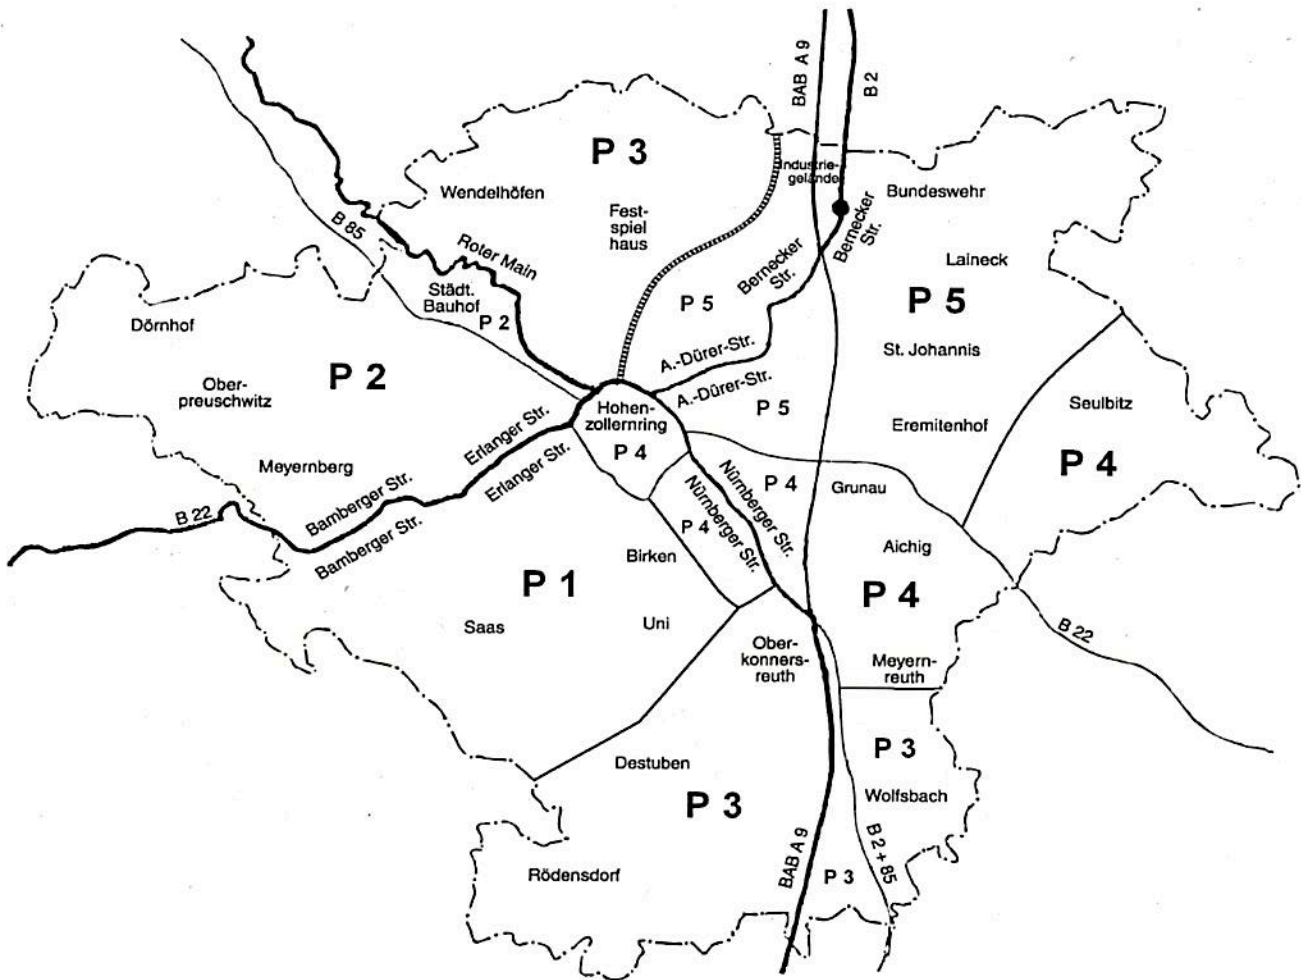 BAB A 9
B 2
P 3
Industrie-
gelände
Wendelhöfen
Bundeswehr
Fest-
spiel
haus
B 85
Roter Main
Bernecker
Str.
Bernecker
Str.
Laineck
Städt.
Bauhof
P 2
P 5
P 5
Dörnhof
St. Johannis
A.-Dürer-Str.
A.-Dürer-Str.
P 2
Ober-
preuschwitz
Hohen-
zollernring
P 4
P 5
Seulbitz
Eremitenhof
Erlanger Str.
Erlanger Str.
Meyernberg
P 4
P 4
Grunau
Nürnberger Str.
Nürnberger Str.
Bamberger Str.
Bamberger Str.
B 22
P 4
Aichig
Birken
P 1
P 4
Saas
Uni
B 22
Ober-
konners-
reuth
Meyern-
reuth
P 3
Destuben
P 3
Wolfsbach
BAB A 9
B 2 + 85
P 3
Rödensdorf